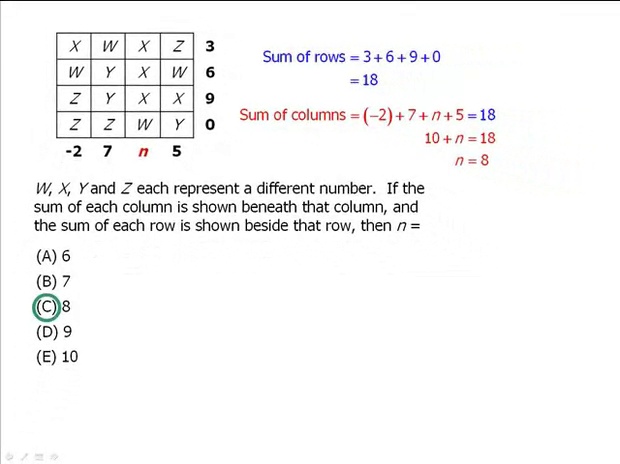 X W X Z 3
W Y X W 6
Z Y X X 9
Z Z W Y 0
-2 7 n 5
Sum of rows = 3 + 6 + 9 + 0
= 18
Sum of columns = (−2) + 7 + n + 5 = 18
10 + n = 18
n = 8
W, X, Y and Z each represent a different number. If the
sum of each column is shown beneath that column, and
the sum of each row is shown beside that row, then n =
(A) 6
(B) 7
(C) 8
(D) 9
(E) 10